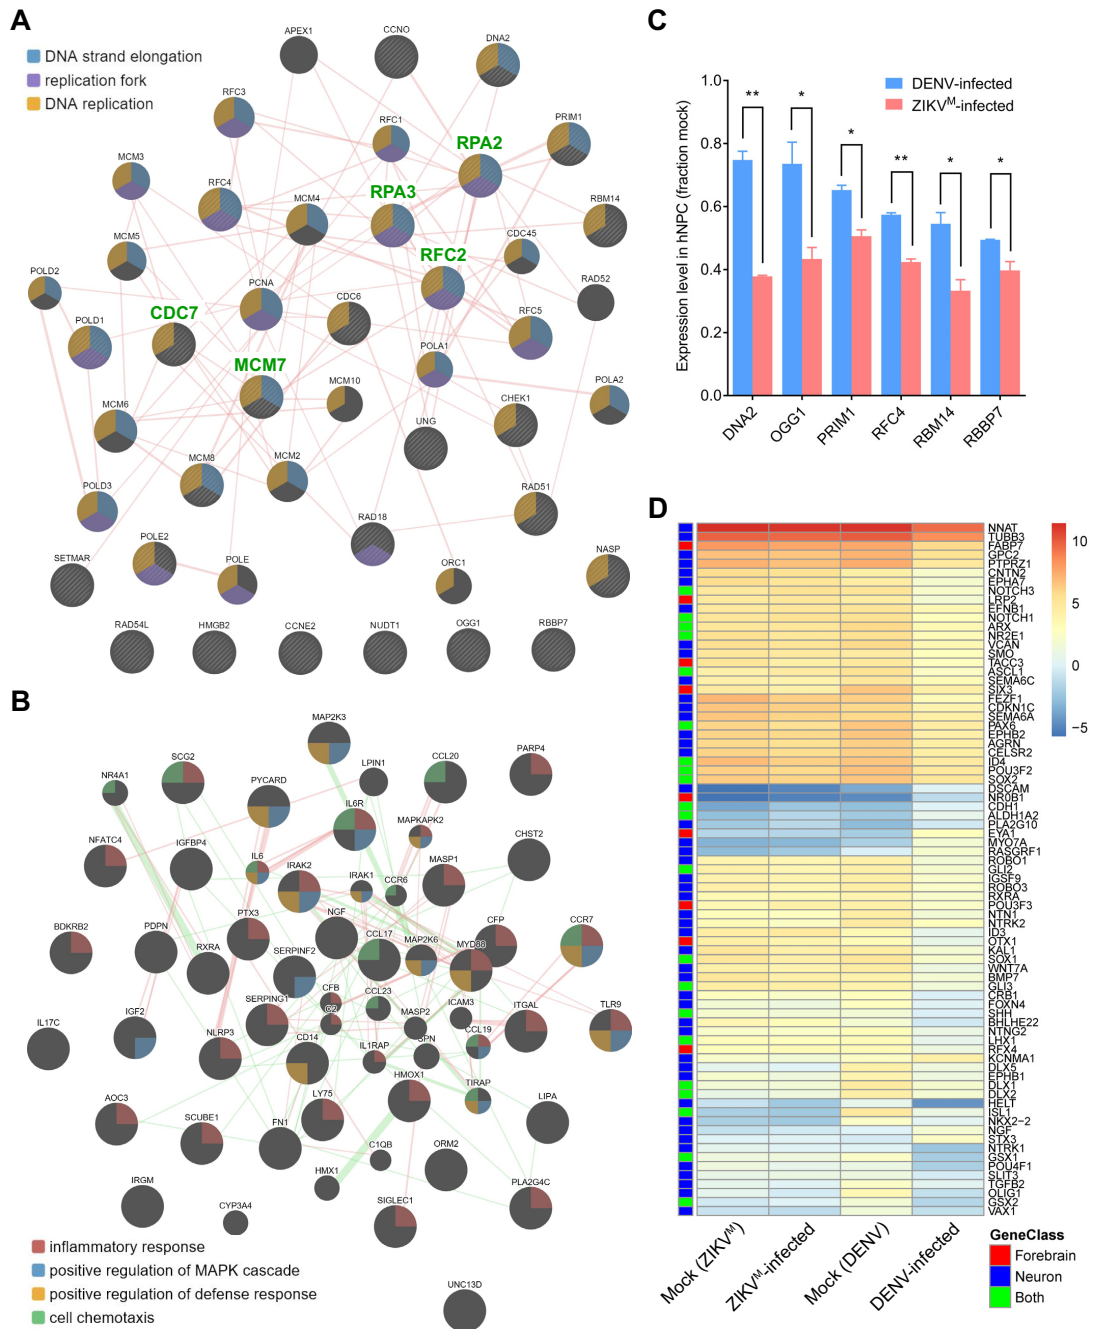 A
DNA strand elongation
replication fork
DNA replication
APEX1
CCNO
DNA2
RFC3
RFC1
RPA2
PRIM1
MCM3
RFC4
MCM4
RPA3
RBM14
MCM5
CDC45
POLD2
PCNA
RFC2
RAD52
CDC7
CDC6
RFC5
POLD1
MCM7
POLA1
MCM10
POLA2
MCM6
UNG
CHEK1
MCM8
MCM2
POLD3
RAD51
RAD18
SETMAR
POLE2
POLE
ORC1
NASP
RAD54L
HMGB2
CCNE2
NUDT1
OGG1
RBBP7
B
MAP2K3
SCG2
CCL20
PARP4
NR4A1
LPIN1
PYCARD
IL6R
MAPKAPK2
NFATC4
IGFBP4
IL6
IRAK2
IRAK1
CCR6
MASP1
CHST2
BDKRB2
PDPN
PTX3
NGF
CFP
CCR7
RXRA
SERPINF2
CCL17
MAP2K6
MYD88
IL17C
IGF2
SERPING1
CFB
C2
CCL23
MASP2
ICAM3
ITGAL
TLR9
NLRP3
CD14
IL1RAP
SPN
CCL19
AOC3
SCUBE1
FN1
LY75
HMOX1
TIRAP
LIPA
C1QB
ORM2
IRGM
CYP3A4
HMX1
SIGLEC1
PLA2G4C
inflammatory response
positive regulation of MAPK cascade
positive regulation of defense response
cell chemotaxis
UNC13D
C
Expression level in hNPC (fraction mock)
1.0
0.8
0.6
0.4
0.2
0.0
DENV-infected
ZIKVᴹ-infected
**
*
*
**
*
*
DNA2
OGG1
PRIM1
RFC4
RBM14
RBBP7
D
NNAT
TUBB3
FABP7
GPC2
PTPRZ1
CNTN2
EPHA7
NOTCH3
LRP2
EFNB1
NOTCH1
ARX
NR2E1
VCAN
SMO
TACC3
ASCL1
SEMA6C
SIX3
FEZF1
CDKN1C
SEMA6A
PAX6
EPHB2
AGRN
CELSR2
ID4
POU3F2
SOX2
DSCAM
NR0B1
CDH1
ALDH1A2
PLA2G10
EYA1
MYO7A
RASGRF1
ROBO1
GLI2
IGSF9
ROBO3
RXRA
POU3F3
NTN1
NTRK2
ID3
OTX1
KAL1
SOX1
WNT7A
BMP7
GLI3
CRB1
FOXN4
SHH
BHLHE22
NTNG2
LHX1
RFX4
KCNMA1
DLX5
EPHB1
DLX1
DLX2
HELT
ISL1
NKX2−2
NGF
STX3
NTRK1
GSX1
POU4F1
SLIT3
TGFB2
OLIG1
GSX2
VAX1
10
5
0
−5
Mock (ZIKVᴹ)
ZIKVᴹ-infected
Mock (DENV)
DENV-infected
GeneClass
Forebrain
Neuron
Both